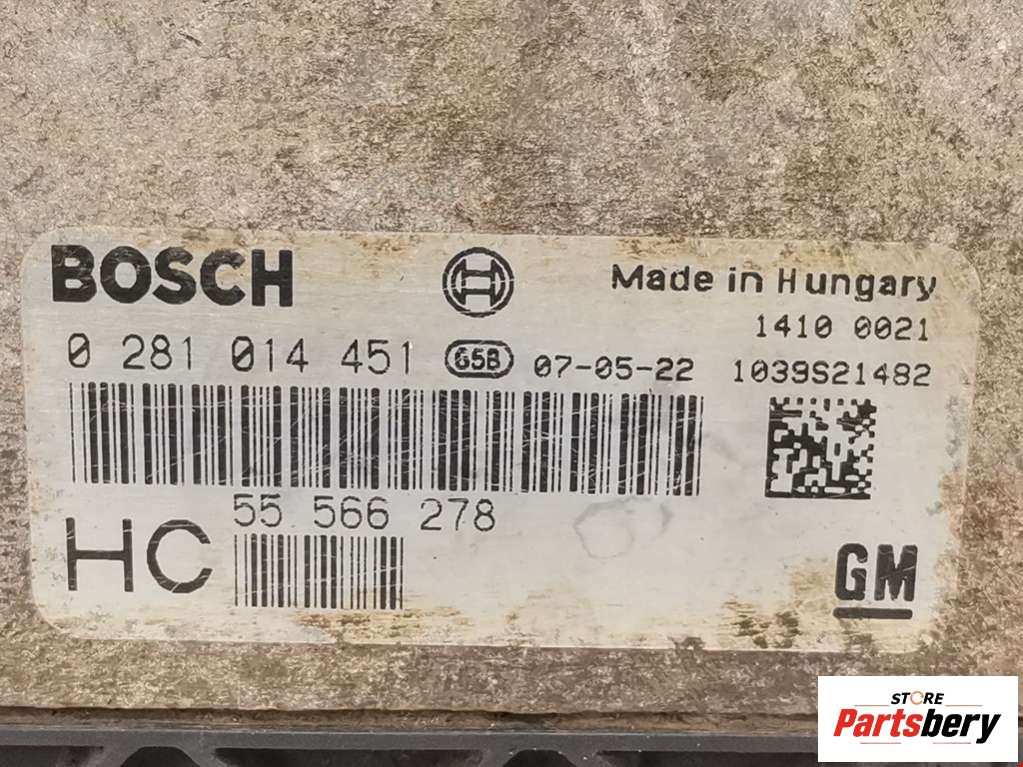 BOSCH
Made in Hungary
1410 0021
0 281 014 451 65B 07-05-22 1039S21482
55 566 278
HC
GM
STORE
Partsbery